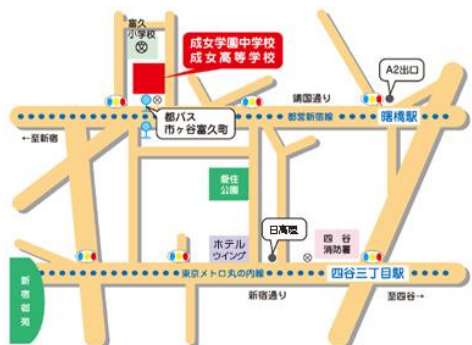 富久
小学校
文
成女学園中学校
成女高等学校
A2出口
靖国通り
都バス
市ヶ谷富久町
都営新宿線
曙橋駅
←至新宿
愛住
公園
日高屋
ホテル
ウイング
四谷
消防署
東京メトロ丸の内線
四谷三丁目駅
新宿御苑
新宿通り
至四谷→